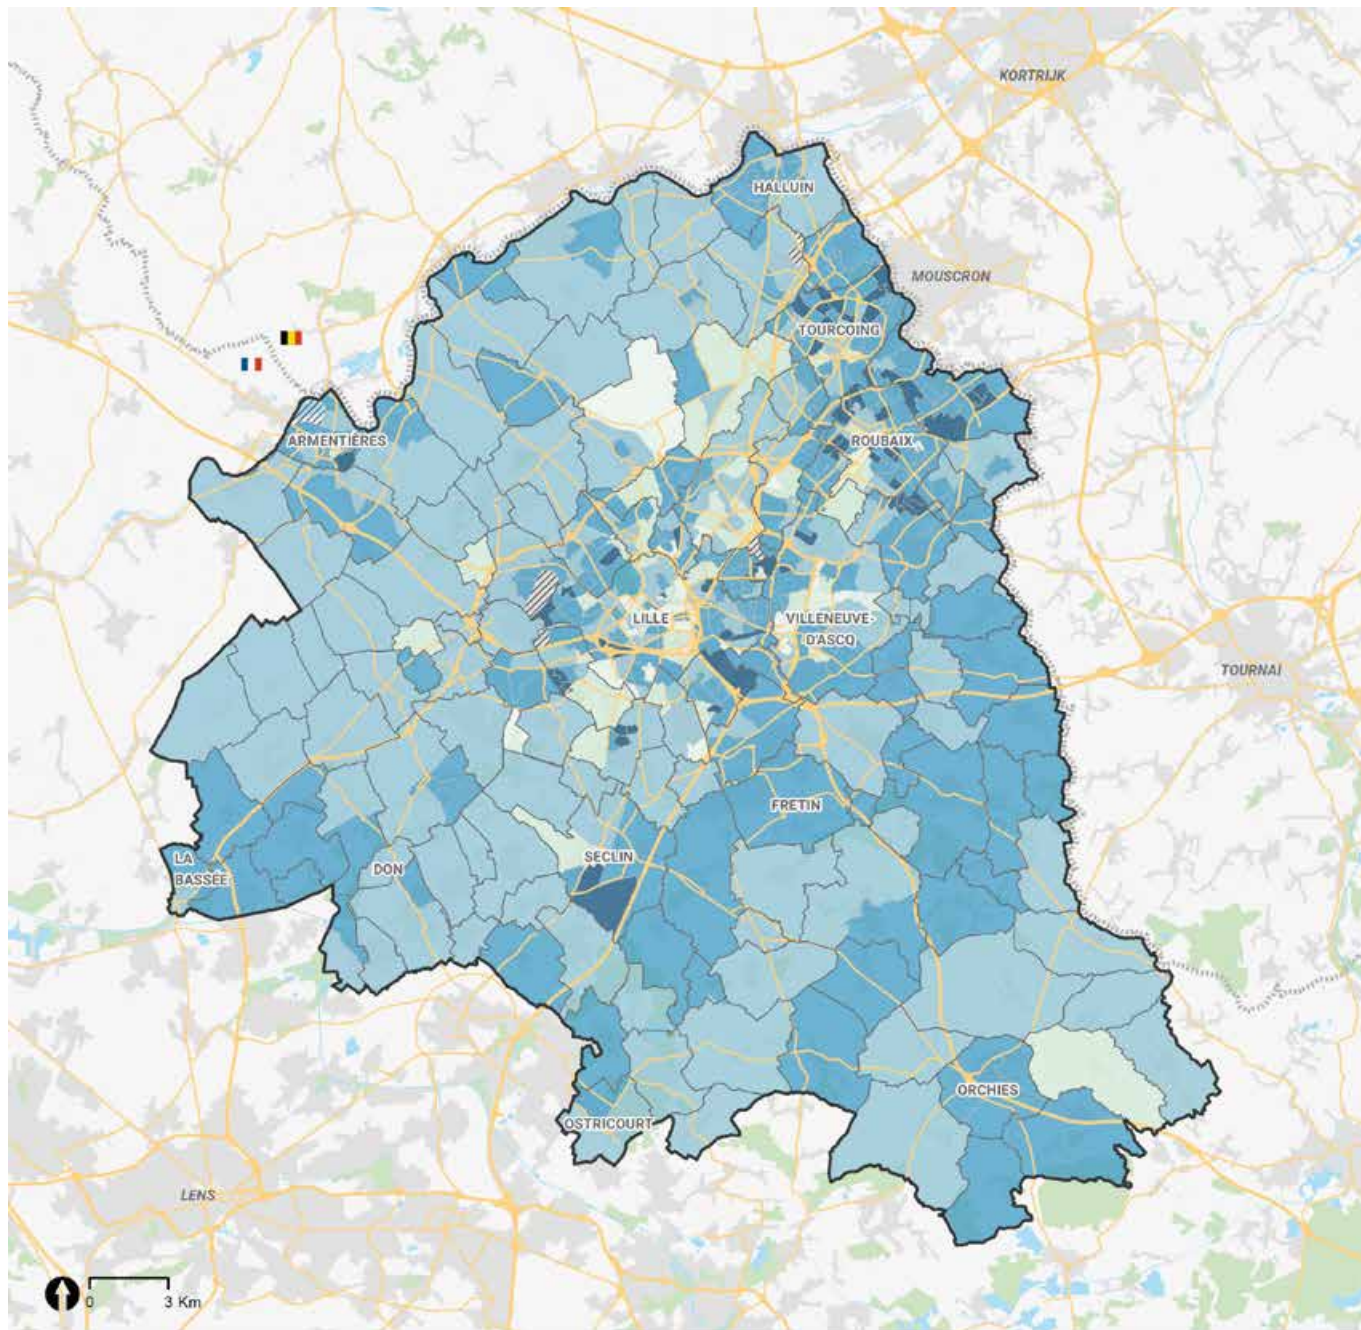 KORTRIJK
HALLUIN
MOUSCRON
TOURCOING
ARMENTIÈRES
ROUBAIX
LILLE
VILLENEUVE-
D'ASCQ
TOURNAI
FRETIN
LA
BASSÉE
DON
SECLIN
ORCHIES
OSTRICOURT
LENS
0 3 Km